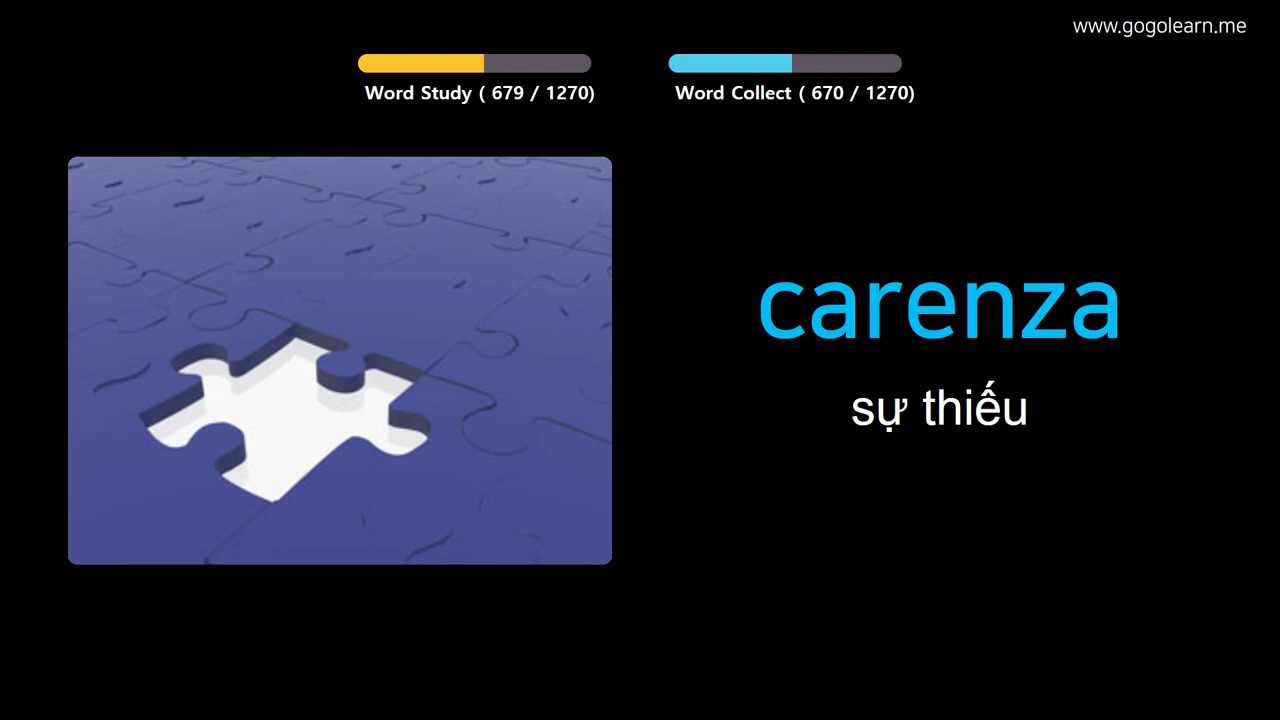 www.gogolearn.me
Word Study ( 679 / 1270)
Word Collect ( 670 / 1270)
carenza
sự thiếu